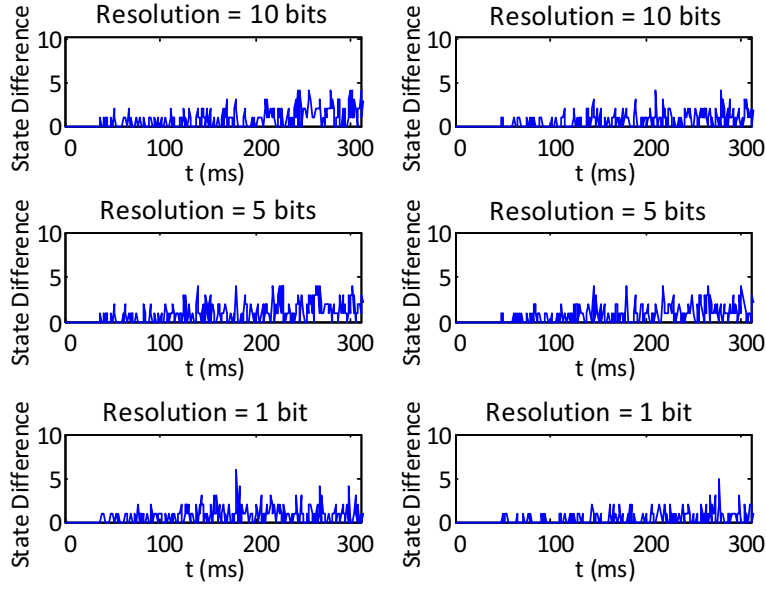 Resolution = 10 bits
State Difference
10
5
0
0 100 200 300
t (ms)
Resolution = 10 bits
State Difference
10
5
0
0 100 200 300
t (ms)
Resolution = 5 bits
State Difference
10
5
0
0 100 200 300
t (ms)
Resolution = 5 bits
State Difference
10
5
0
0 100 200 300
t (ms)
Resolution = 1 bit
State Difference
10
5
0
0 100 200 300
t (ms)
Resolution = 1 bit
State Difference
10
5
0
0 100 200 300
t (ms)